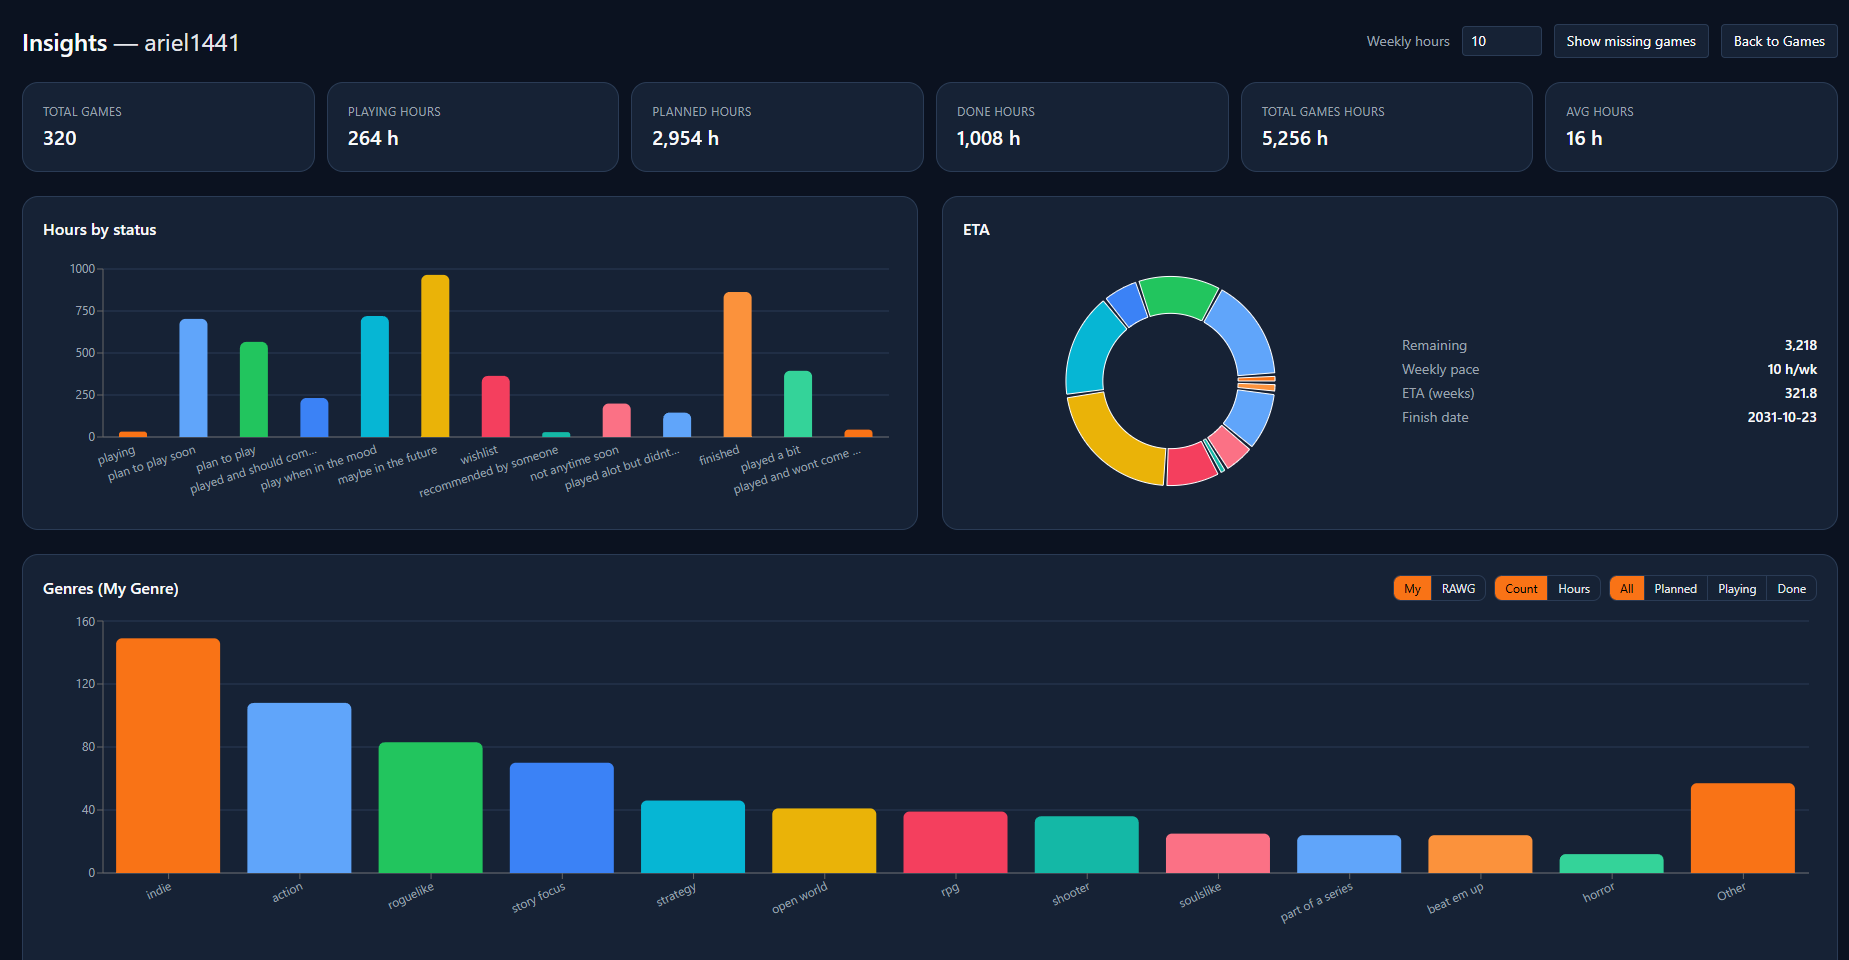 Insights — ariel1441
Weekly hours 10 Show missing games Back to Games
TOTAL GAMES
320
PLAYING HOURS
264 h
PLANNED HOURS
2,954 h
DONE HOURS
1,008 h
TOTAL GAMES HOURS
5,256 h
AVG HOURS
16 h
Hours by status
1000
750
500
250
0
playing
plan to play soon
plan to play
played and should com...
play when in the mood
maybe in the future
wishlist
recommended by someone
not anytime soon
played alot but didnt...
finished
played a bit
played and wont come ...
ETA
Remaining 3,218
Weekly pace 10 h/wk
ETA (weeks) 321.8
Finish date 2031-10-23
Genres (My Genre)
My RAWG Count Hours All Planned Playing Done
160
120
80
40
0
indie
action
roguelike
story focus
strategy
open world
rpg
shooter
soulslike
part of a series
beat em up
horror
Other